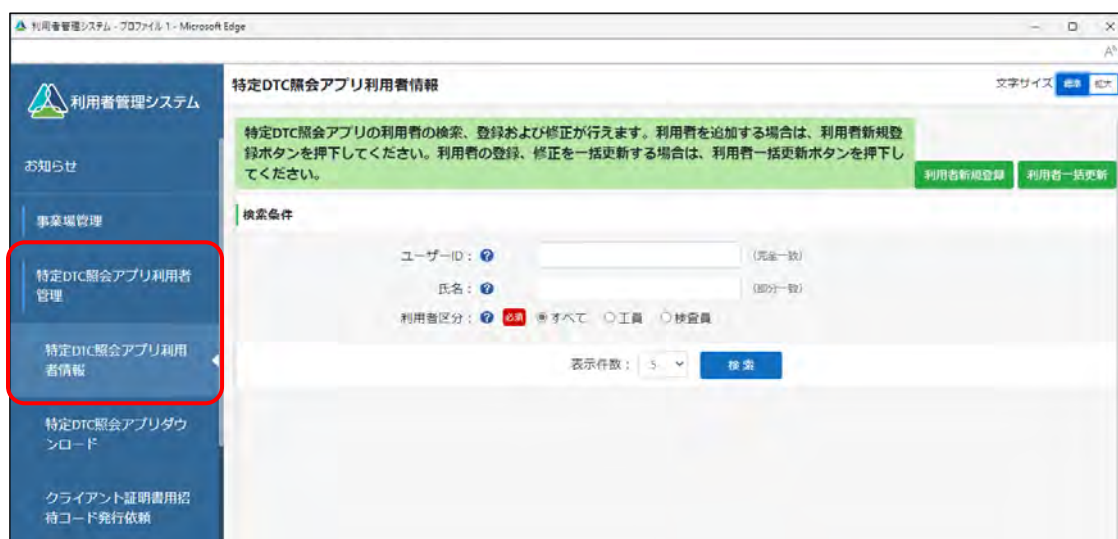 利用者管理システム - プロファイル 1 - Microsoft Edge
利用者管理システム
お知らせ
事業場管理
特定DTC照会アプリ利用者
管理
特定DTC照会アプリ利用
者情報
特定DTC照会アプリダウ
ンロード
クライアント証明書用招
待コード発行依頼
特定DTC照会アプリ利用者情報
文字サイズ 標準 拡大
特定DTC照会アプリの利用者の検索、登録および修正が行えます。利用者を追加する場合は、利用者新規登
録ボタンを押下してください。利用者の登録、修正を一括更新する場合は、利用者一括更新ボタンを押下し
てください。
利用者新規登録 利用者一括更新
検索条件
ユーザーID： (完全一致)
氏名： (部分一致)
利用者区分： 必須 すべて 工員 検査員
表示件数： 5 検索